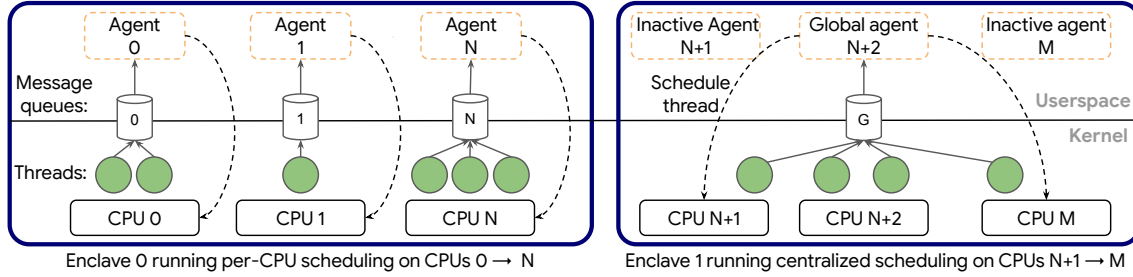 Agent
0
Agent
1
Agent
N
Message
queues:
0
1
N
Threads:
CPU 0
CPU 1
CPU N
Enclave 0 running per-CPU scheduling on CPUs 0 → N
Inactive Agent
N+1
Global agent
N+2
Inactive agent
M
Schedule
thread
Userspace
G
Kernel
CPU N+1
CPU N+2
CPU M
Enclave 1 running centralized scheduling on CPUs N+1 → M